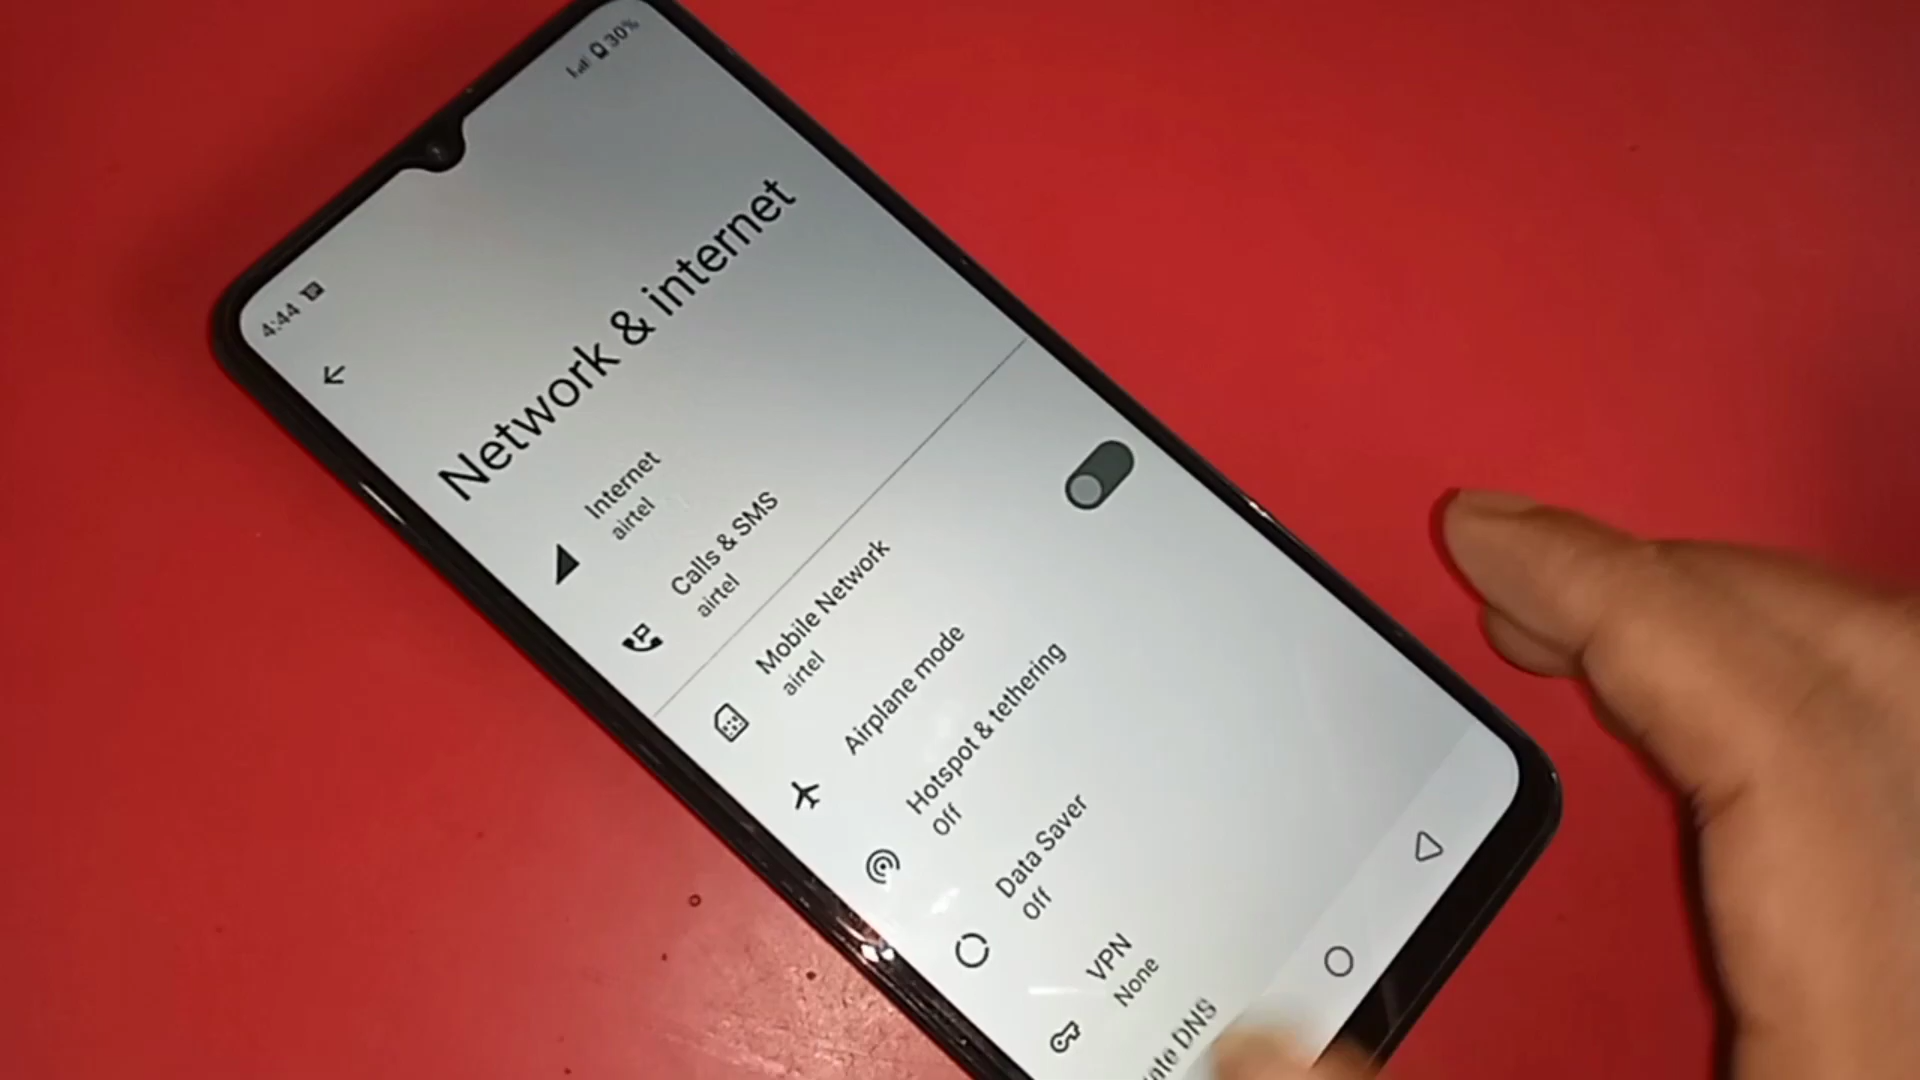 4:44
30%
Network & internet
Internet
airtel
Calls & SMS
airtel
Mobile Network
airtel
Airplane mode
Hotspot & tethering
Off
Data Saver
Off
VPN
None
DNS